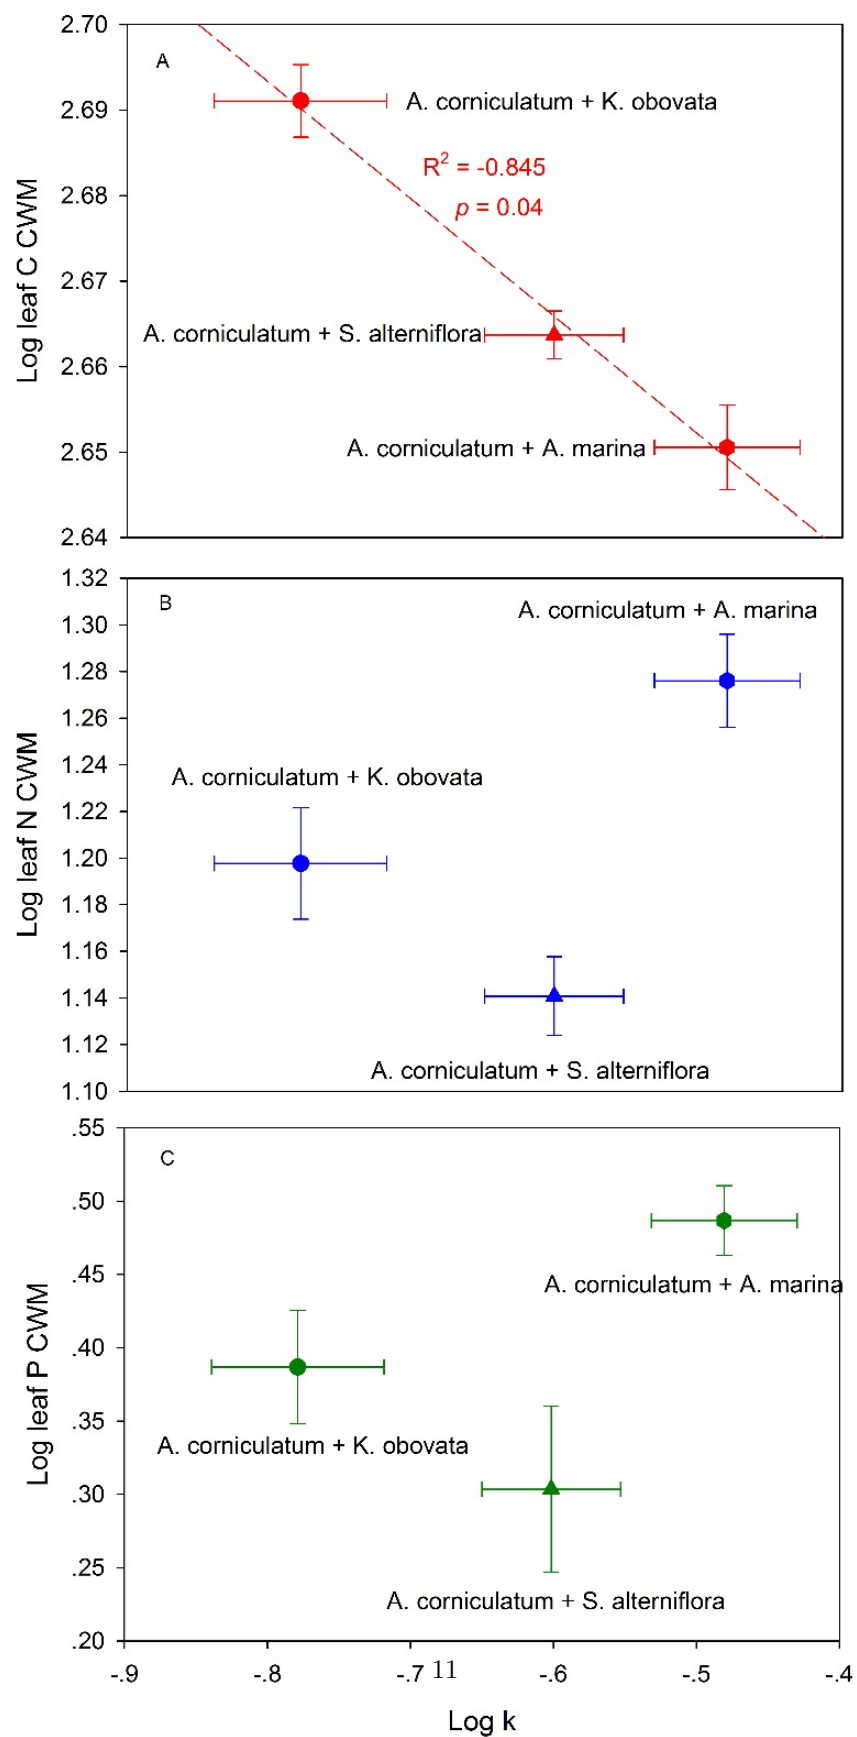 2.70
A
2.69
A. corniculatum + K. obovata
R2 = -0.845
2.68
p = 0.04
Log leaf C CWM
2.67
A. corniculatum + S. alterniflora
2.66
A. corniculatum + A. marina
2.65
2.64
1.32
B
A. corniculatum + A. marina
1.30
1.28
1.26
1.24
A. corniculatum + K. obovata
1.22
Log leaf N CWM
1.20
1.18
1.16
1.14
A. corniculatum + S. alterniflora
1.12
1.10
.55
C
.50
A. corniculatum + A. marina
.45
Log leaf P CWM
.40
.35
A. corniculatum + K. obovata
.30
.25
A. corniculatum + S. alterniflora
.20
-.9 -.8 -.7 11 -.6 -.5 -.4
Log k